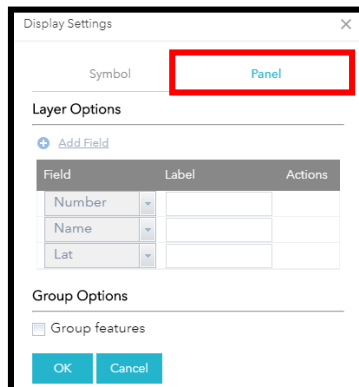 Display Settings
Symbol Panel
Layer Options
Add Field
Field Label Actions
Number
Name
Lat
Group Options
Group features
OK Cancel